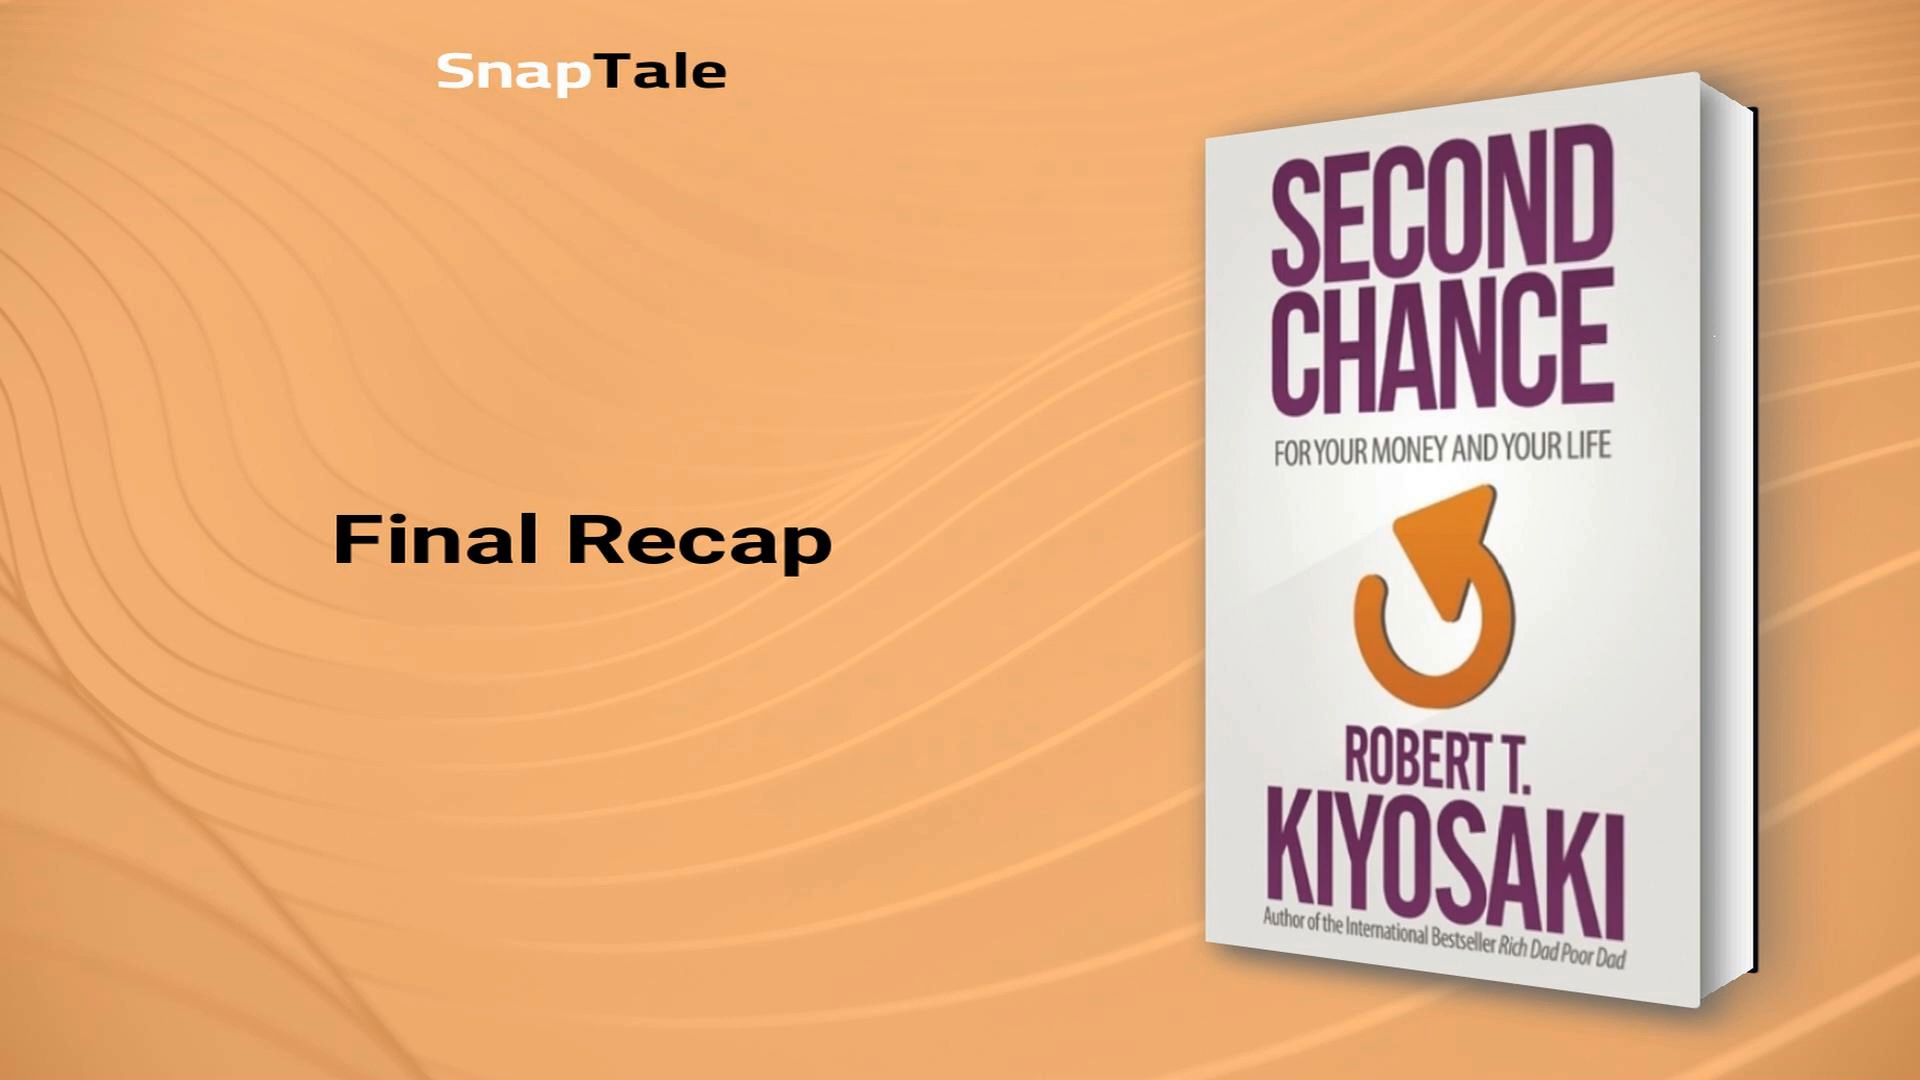 SnapTale
Final Recap
SECOND
CHANCE
FOR YOUR MONEY AND YOUR LIFE
ROBERT T.
KIYOSAKI
Author of the International Bestseller Rich Dad Poor Dad